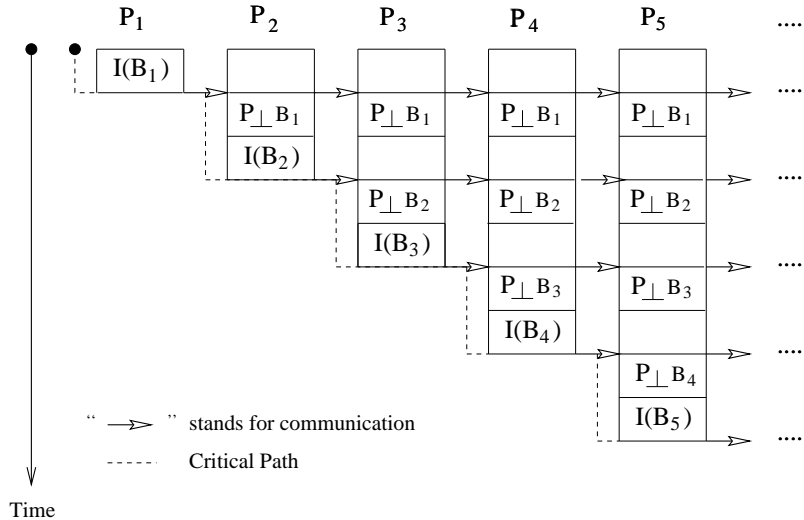 P₁ P₂ P₃ P₄ P₅ ....
I(B₁)
....
P⊥ B₁ P⊥ B₁ P⊥ B₁ P⊥ B₁
I(B₂)
....
P⊥ B₂ P⊥ B₂ P⊥ B₂
I(B₃)
....
P⊥ B₃ P⊥ B₃
I(B₄)
....
P⊥ B₄
“ ” stands for communication
I(B₅)
....
Critical Path
Time